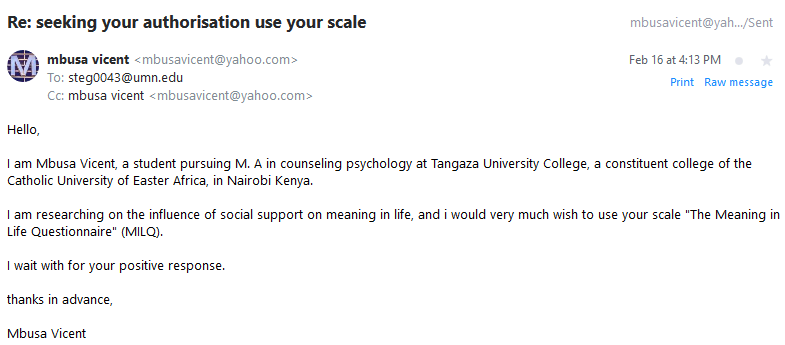 Re: seeking your authorisation use your scale
mbusavicent@yah.../Sent
mbusa vicent <mbusavicent@yahoo.com>
Feb 16 at 4:13 PM
To: steg0043@umn.edu
Print Raw message
Cc: mbusa vicent <mbusavicent@yahoo.com>
Hello,
I am Mbusa Vicent, a student pursuing M. A in counseling psychology at Tangaza University College, a constituent college of the
Catholic University of Easter Africa, in Nairobi Kenya.
I am researching on the influence of social support on meaning in life, and i would very much wish to use your scale "The Meaning in
Life Questionnaire" (MILQ).
I wait with for your positive response.
thanks in advance,
Mbusa Vicent